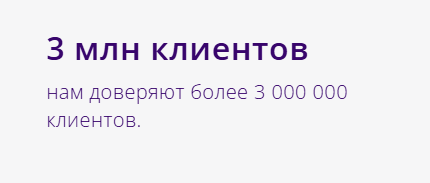 3 млн клиентов
нам доверяют более 3 000 000
клиентов.